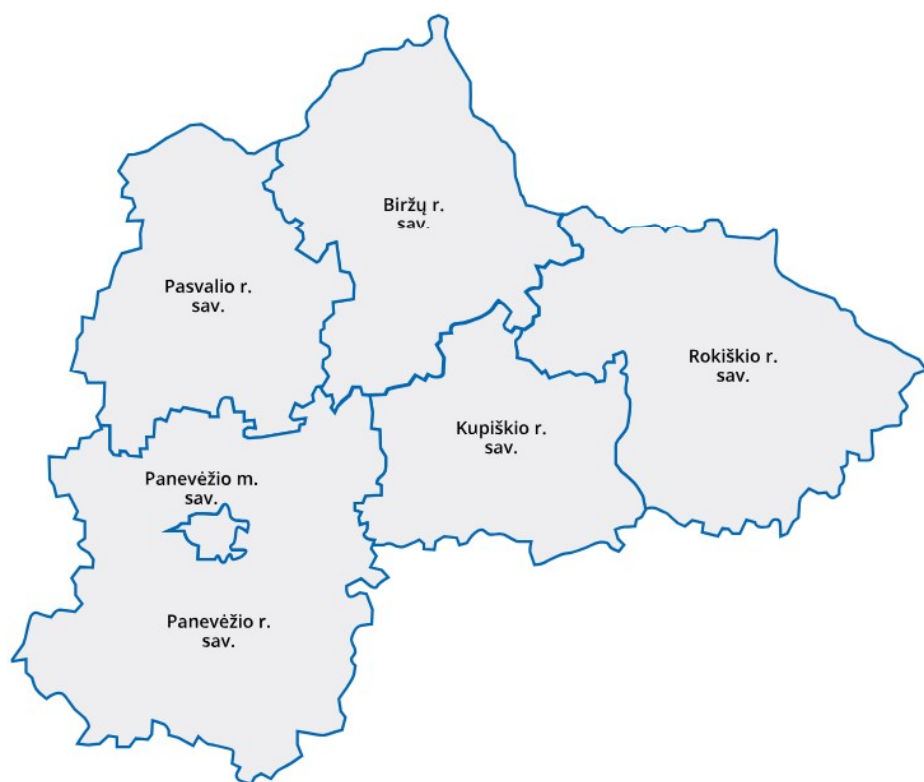 Biržų r.
sav.
Pasvalio r.
sav.
Rokiškio r.
sav.
Kupiškio r.
sav.
Panevėžio m.
sav.
Panevėžio r.
sav.